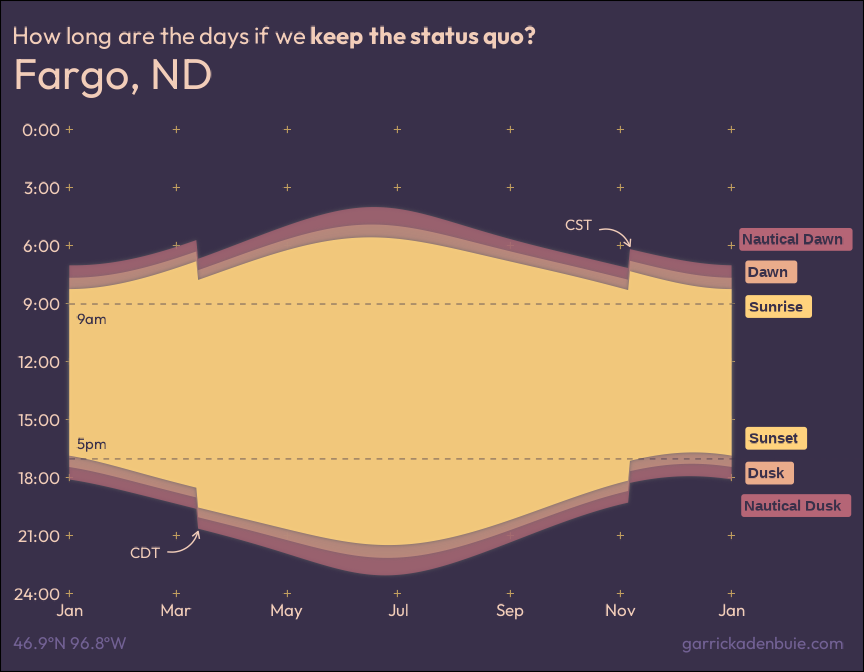 How long are the days if we keep the status quo?
Fargo, ND
0:00
3:00
CST
6:00
Nautical Dawn
Dawn
9:00
Sunrise
9am
12:00
15:00
Sunset
5pm
18:00
Dusk
Nautical Dusk
21:00
CDT
24:00
Jan Mar May Jul Sep Nov Jan
46.9°N 96.8°W garrickadenbuie.com